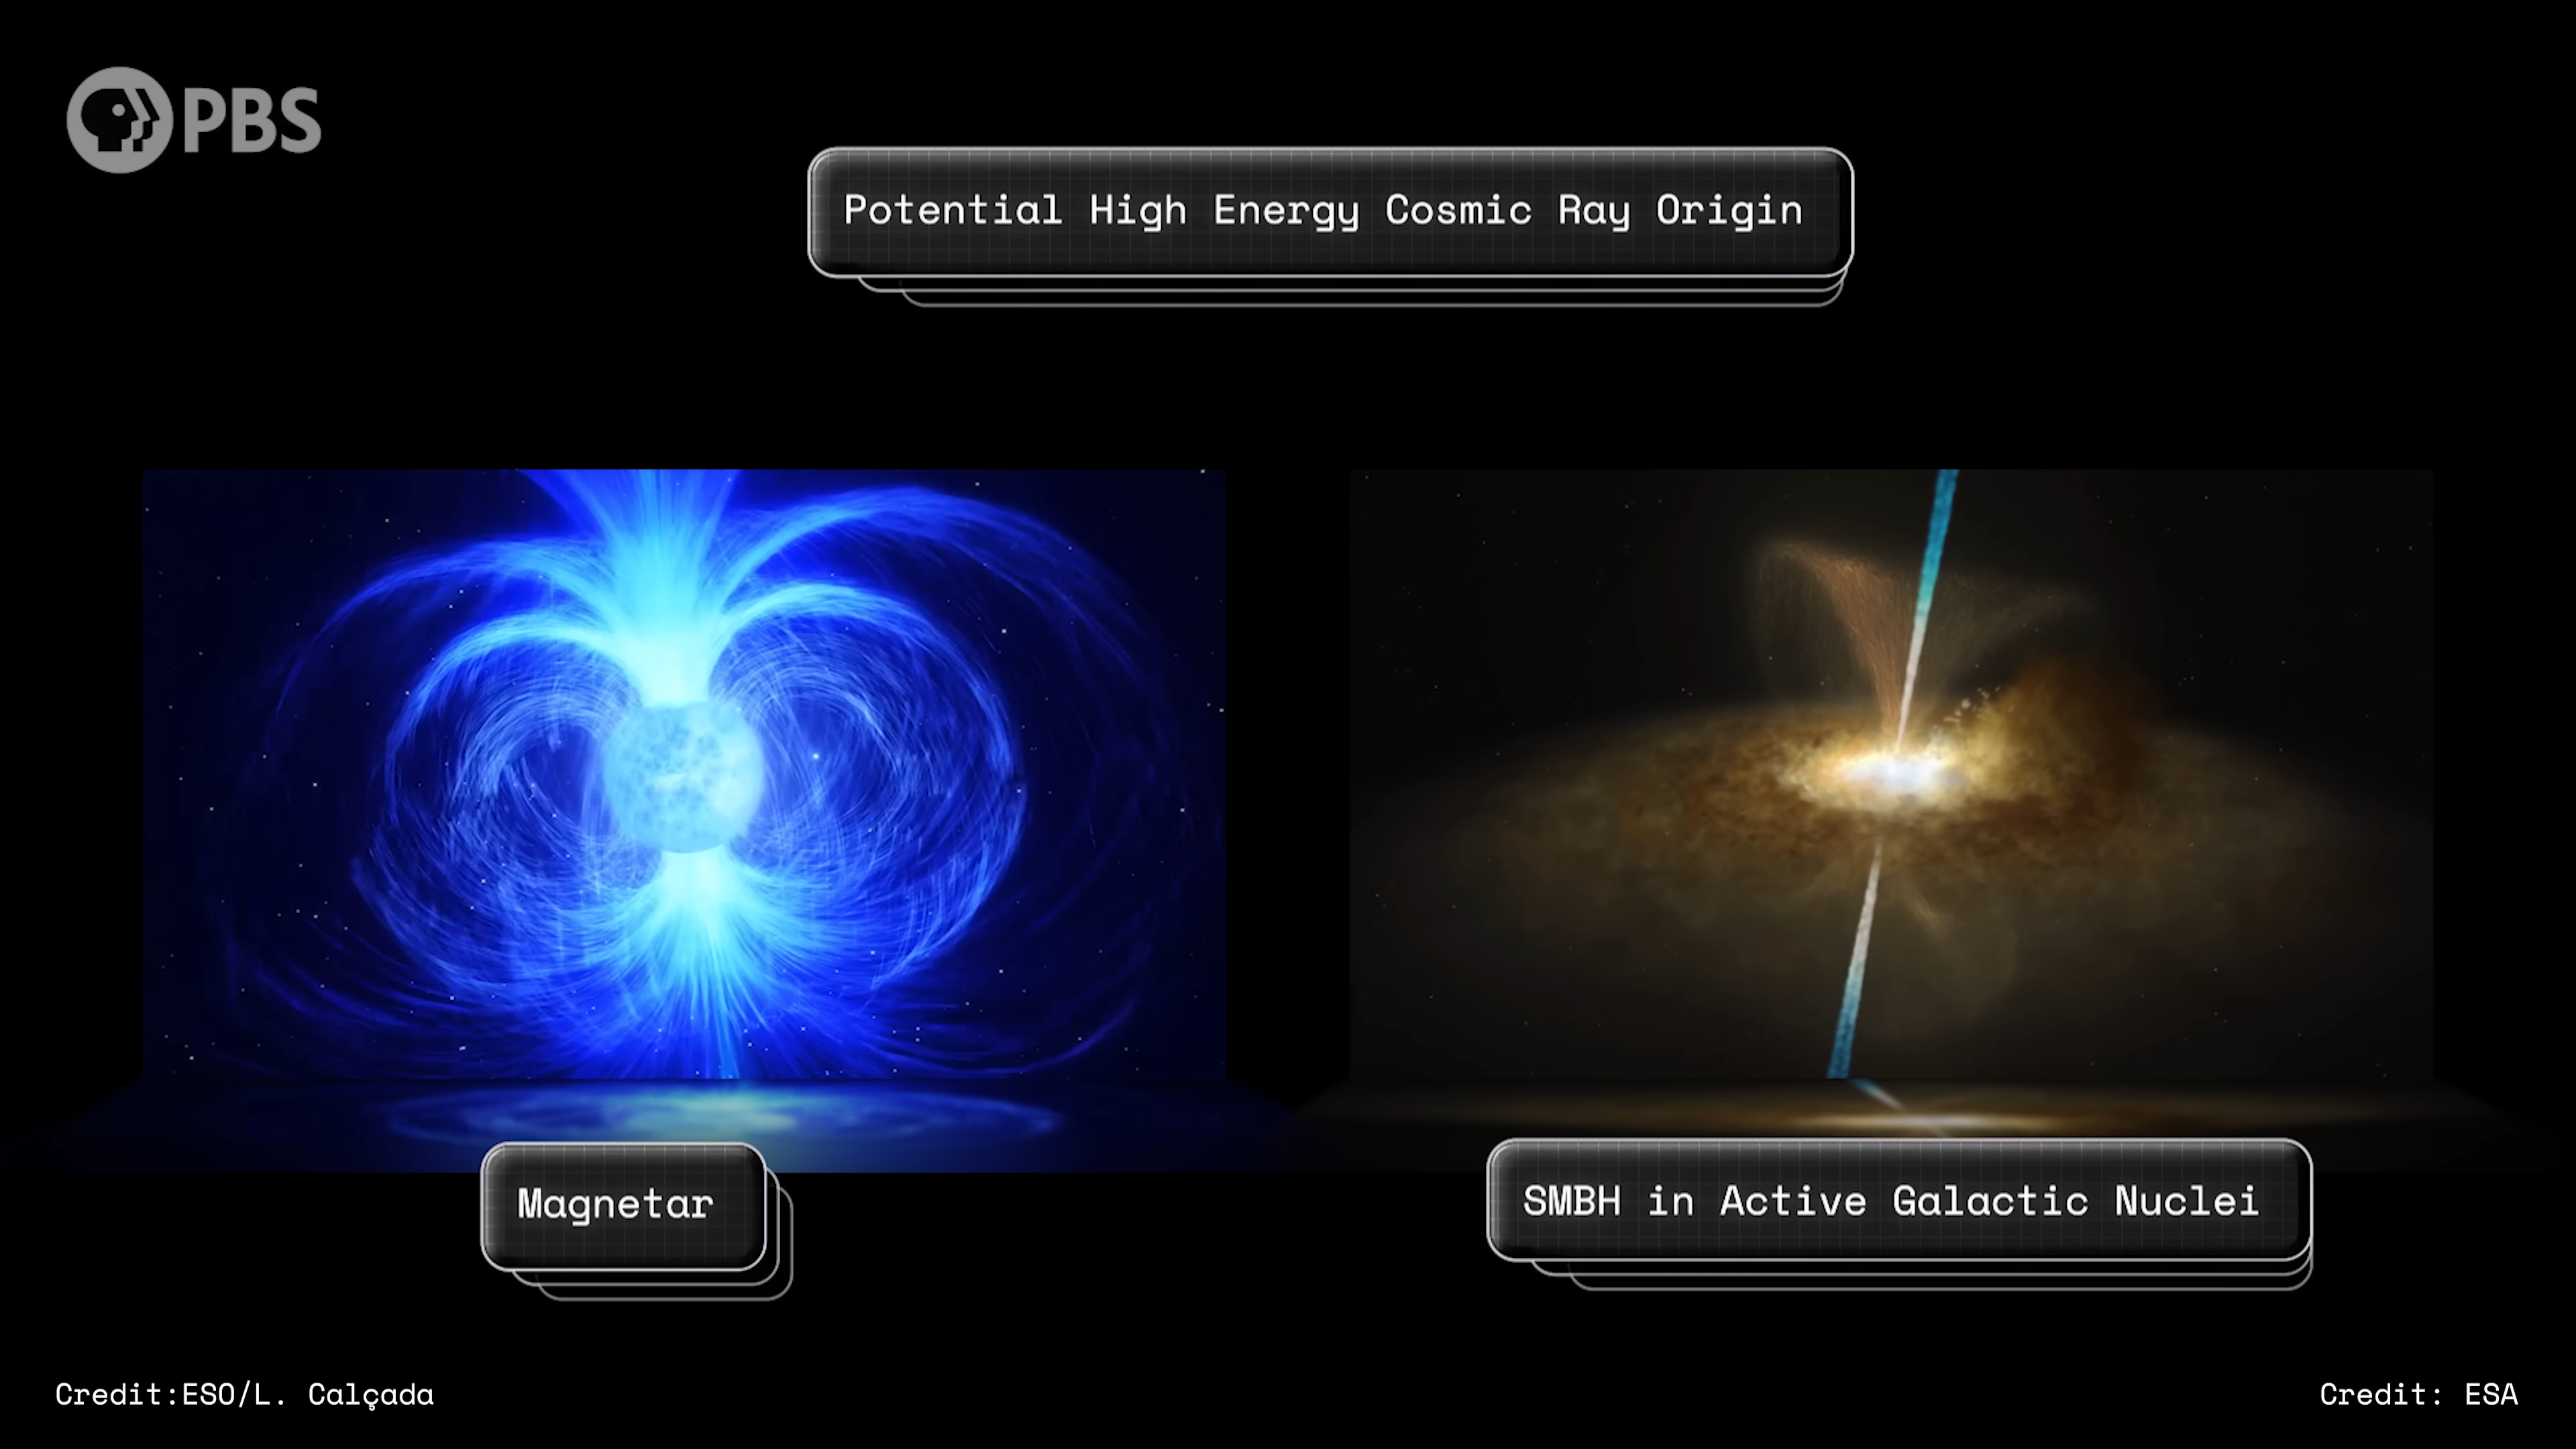 PBS
Potential High Energy Cosmic Ray Origin
Magnetar
SMBH in Active Galactic Nuclei
Credit:ESO/L. Calçada
Credit: ESA